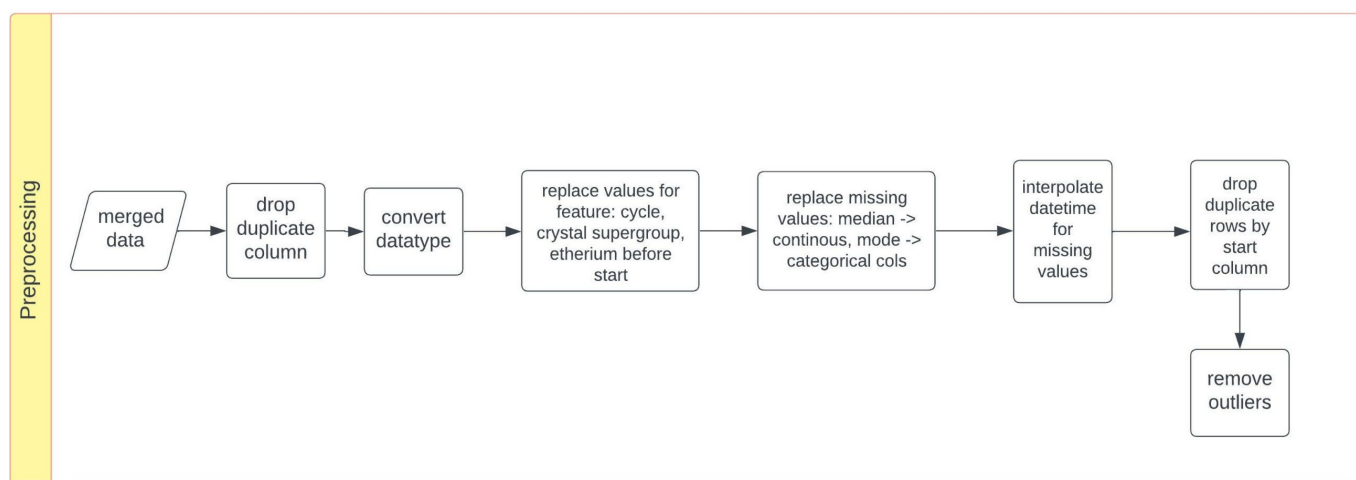 Preprocessing
merged
data
drop
duplicate
column
convert
datatype
replace values for
feature: cycle,
crystal supergroup,
etherium before
start
replace missing
values: median ->
continous, mode ->
categorical cols
interpolate
datetime
for
missing
values
drop
duplicate
rows by
start
column
remove
outliers